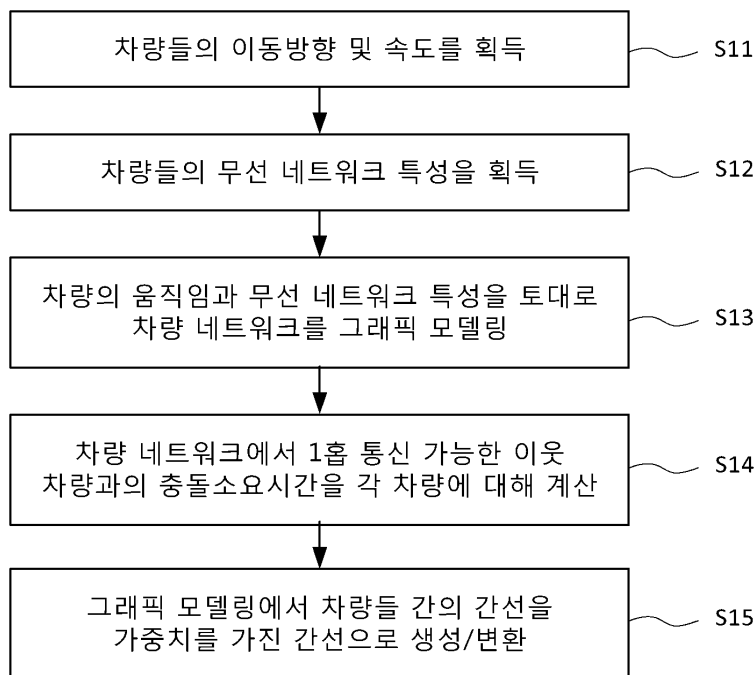 차량들의 이동방향 및 속도를 획득
S11
차량들의 무선 네트워크 특성을 획득
S12
차량의 움직임과 무선 네트워크 특성을 토대로
차량 네트워크를 그래픽 모델링
S13
차량 네트워크에서 1홉 통신 가능한 이웃
차량과의 충돌소요시간을 각 차량에 대해 계산
S14
그래픽 모델링에서 차량들 간의 간선을
가중치를 가진 간선으로 생성/변환
S15